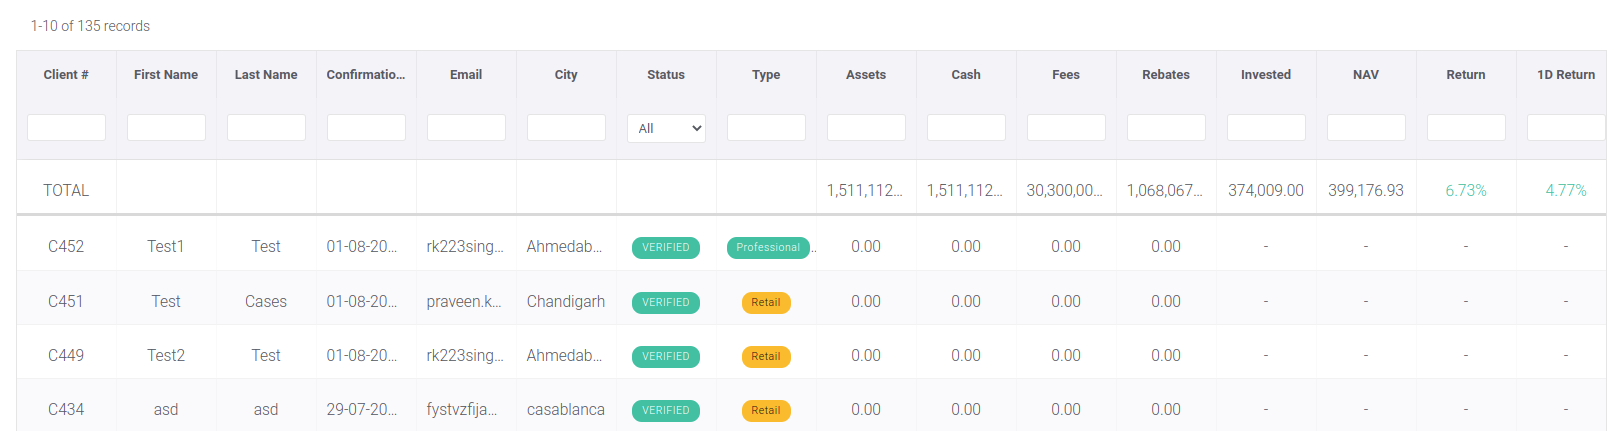 1-10 of 135 records
Client # First Name Last Name Confirmatio... Email City Status Type Assets Cash Fees Rebates Invested NAV Return 1D Return
All
TOTAL 1,511,112... 1,511,112... 30,300,00... 1,068,067... 374,009.00 399,176.93 6.73% 4.77%
C452 Test1 Test 01-08-20... rk223sing... Ahmedab... VERIFIED Professional .. 0.00 0.00 0.00 0.00 - - - -
C451 Test Cases 01-08-20... praveen.k... Chandigarh VERIFIED Retail 0.00 0.00 0.00 0.00 - - - -
C449 Test2 Test 01-08-20... rk223sing... Ahmedab... VERIFIED Retail 0.00 0.00 0.00 0.00 - - - -
C434 asd asd 29-07-20... fystvzfija... casablanca VERIFIED Retail 0.00 0.00 0.00 0.00 - - - -